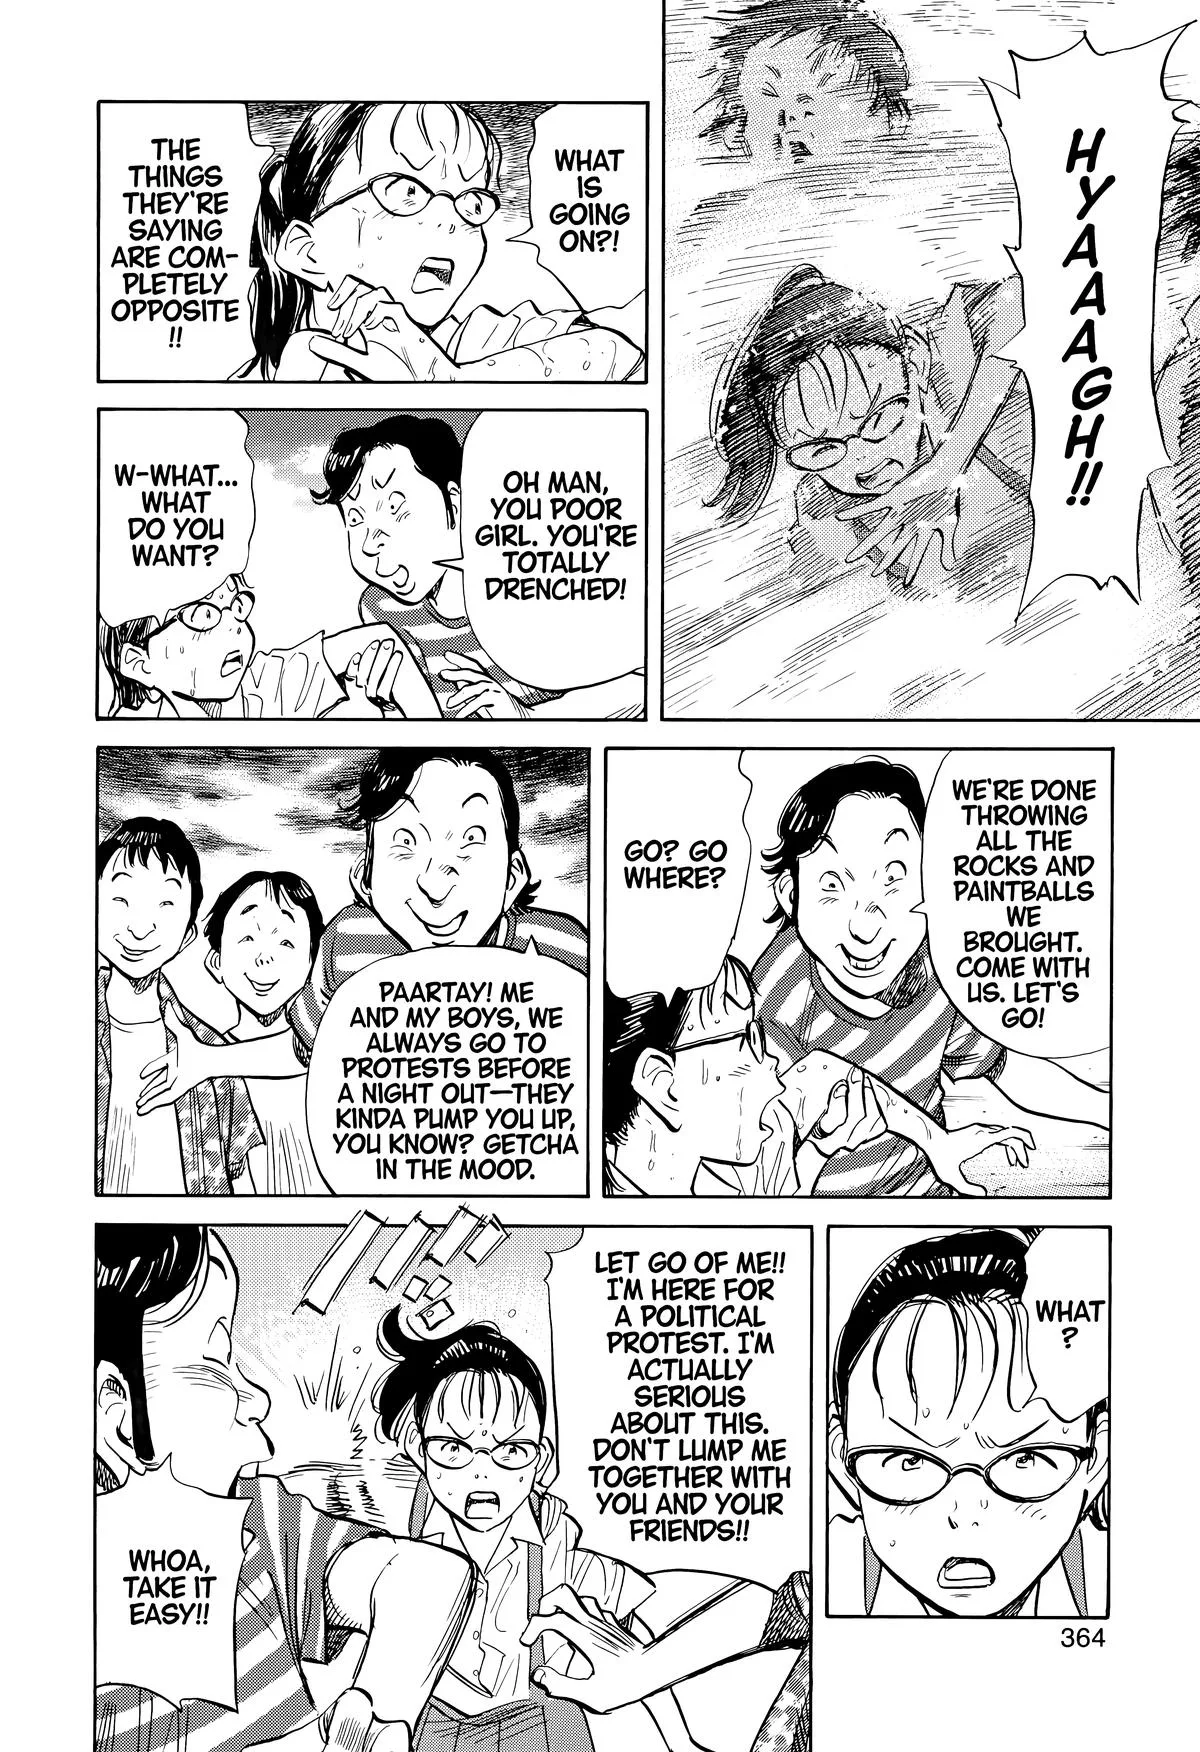 HYAAAGH!!
WHAT
IS
GOING
ON?!
THE
THINGS
THEY'RE
SAYING
ARE COM-
PLETELY
OPPOSITE
!!
OH MAN,
YOU POOR
GIRL. YOU'RE
TOTALLY
DRENCHED!
W-WHAT...
WHAT
DO YOU
WANT?
WE'RE DONE
THROWING
ALL THE
ROCKS AND
PAINTBALLS
WE
BROUGHT.
COME WITH
US. LET'S
GO!
GO? GO
WHERE?
PAARTAY! ME
AND MY BOYS, WE
ALWAYS GO TO
PROTESTS BEFORE
A NIGHT OUT—THEY
KINDA PUMP YOU UP,
YOU KNOW? GETCHA
IN THE MOOD.
WHAT
?
LET GO OF ME!!
I'M HERE FOR
A POLITICAL
PROTEST. I'M
ACTUALLY
SERIOUS
ABOUT THIS.
DON'T LUMP ME
TOGETHER WITH
YOU AND YOUR
FRIENDS!!
WHOA,
TAKE IT
EASY!!
364